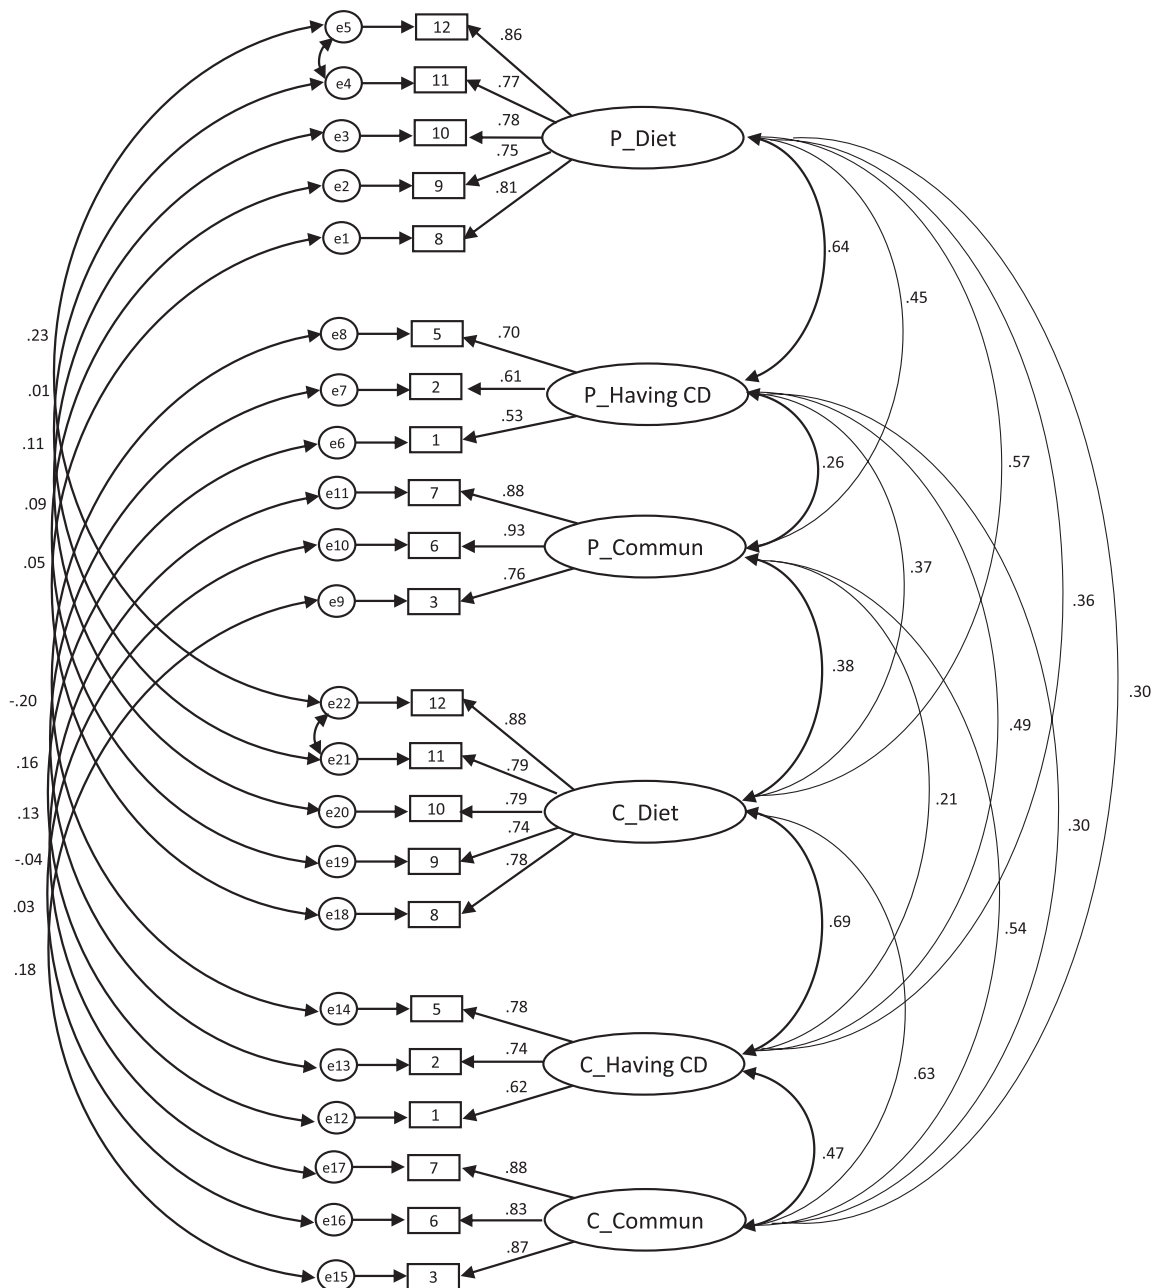 e5 12 .86
e4 11 .77
e3 10 .78
P_Diet
e2 9 .75
e1 8 .81
.64
.45
.23
e8 5 .70
.01
e7 2 .61
P_Having CD
.53
.11
e6 1
.26
.57
e11 7 .88
.09
e10 6 .93
P_Commun
.05
.37
e9 3 .76
.36
.38
-.20
e22 12 .88
.30
.49
.16
e21 11 .79
.13
e20 10 .79
C_Diet
.21
.30
.74
-.04
e19 9 .78
.03
e18 8
.69
.54
.18
e14 5 .78
e13 2 .74
C_Having CD
.63
e12 1 .62
.47
e17 7 .88
e16 6 .83
C_Commun
e15 3 .87